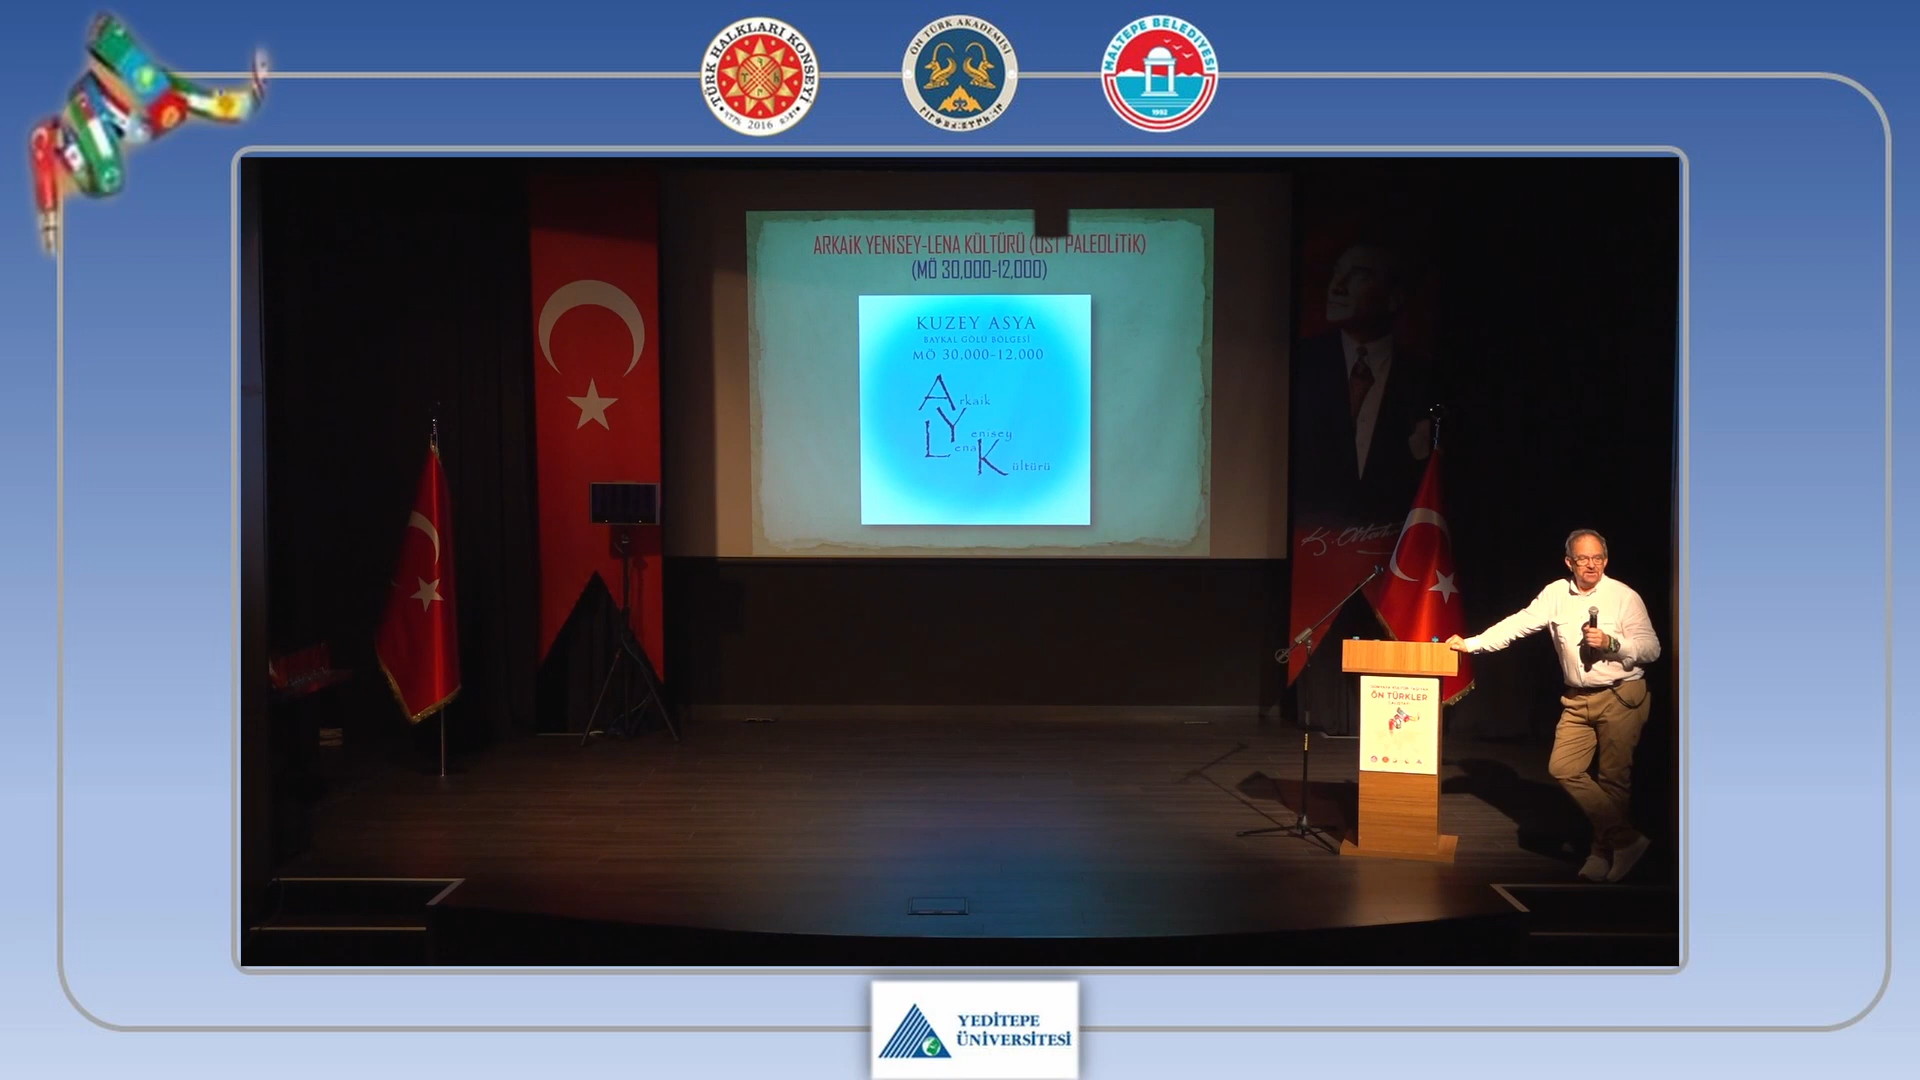 TÜRK HALKLARI KONSEYİ
2016
ÖN TÜRK AKADEMİSİ
MALTEPE BELEDİYESİ
1992
ARKAİK YENİSEY-LENA KÜLTÜRÜ (ÜST PALEOLİTİK)
(MÖ 30,000-12,000)
KUZEY ASYA
BAYKAL GÖLÜ BÖLGESİ
MÖ 30,000-12,000
Arkaik
Yenisey
Lena
Kültürü
K. Atatürk
ÖN TÜRKLER
YEDİTEPE
ÜNİVERSİTESİ